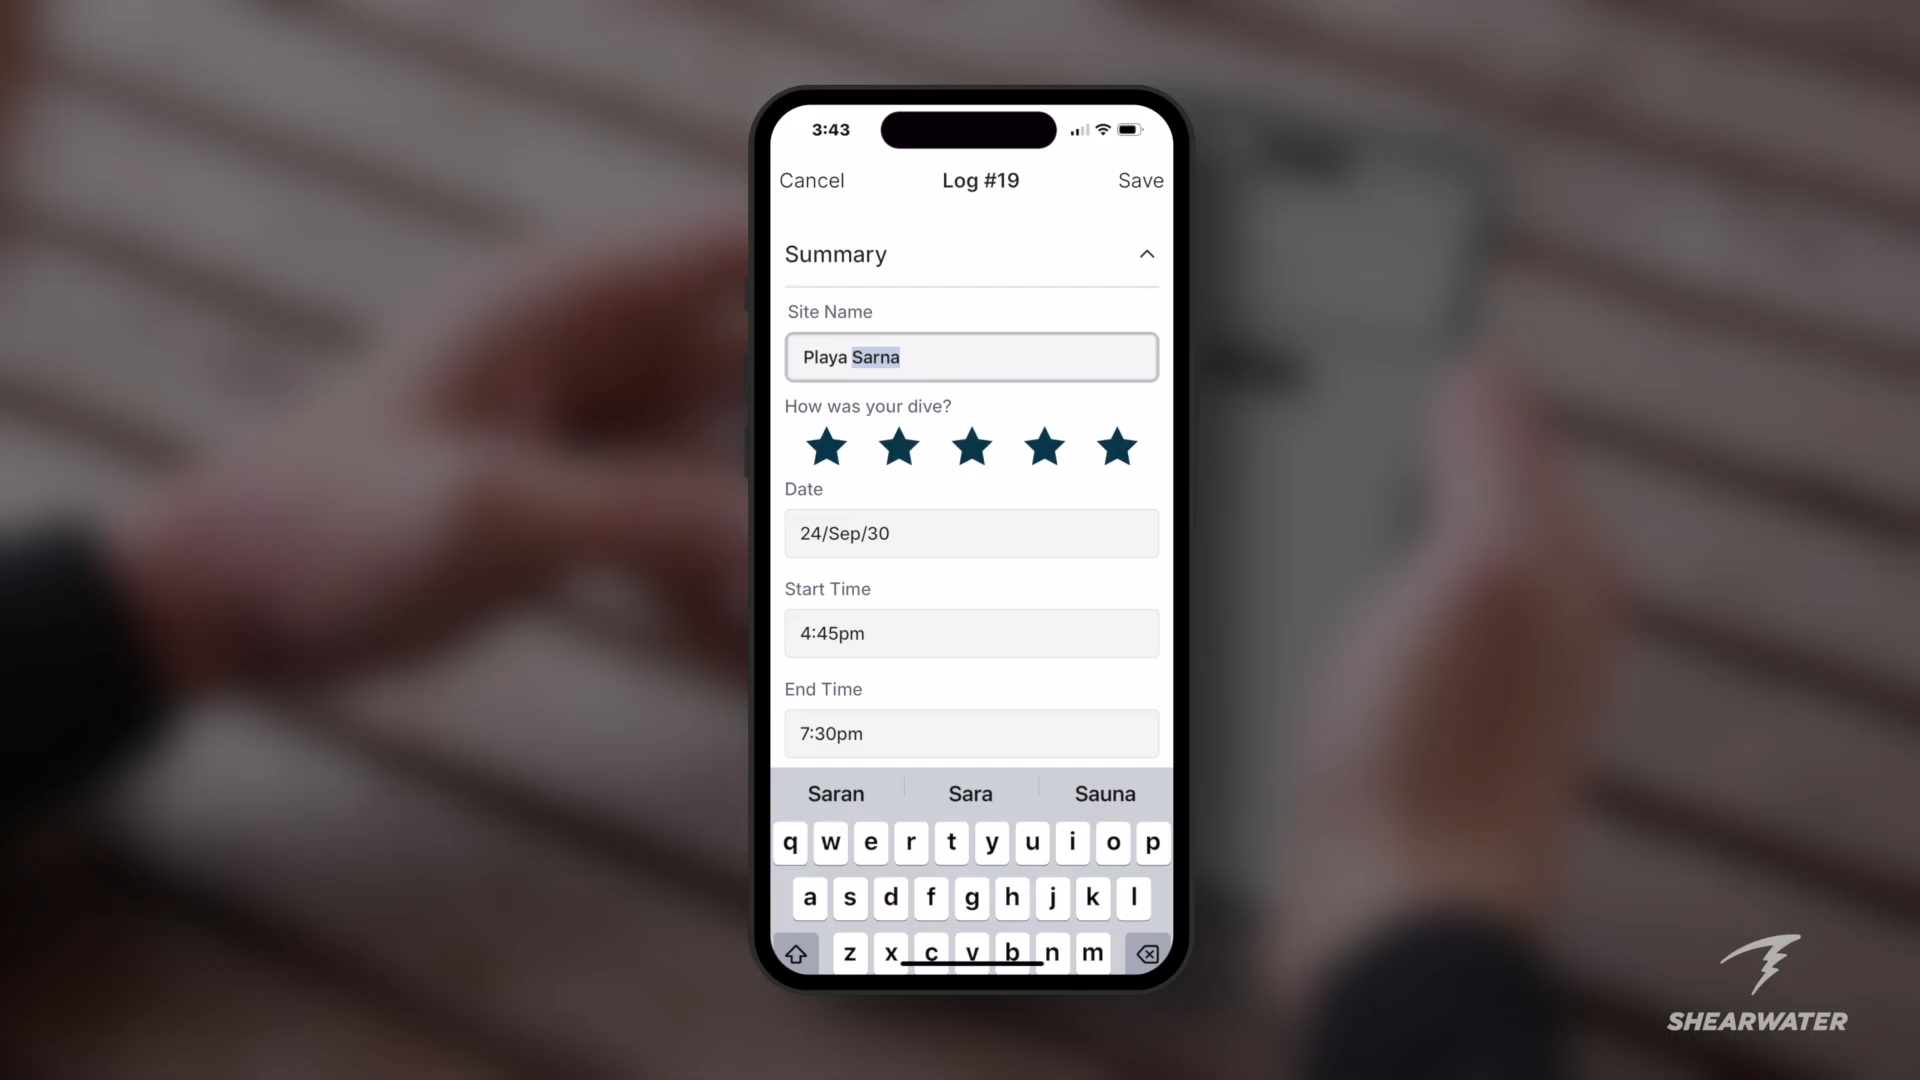 3:43
Cancel Log #19 Save
Summary
Site Name
Playa Sarna
How was your dive?
Date
24/Sep/30
Start Time
4:45pm
End Time
7:30pm
Saran Sara Sauna
q w e r t y u i o p
a s d f g h j k l
z x c v b n m
SHEARWATER